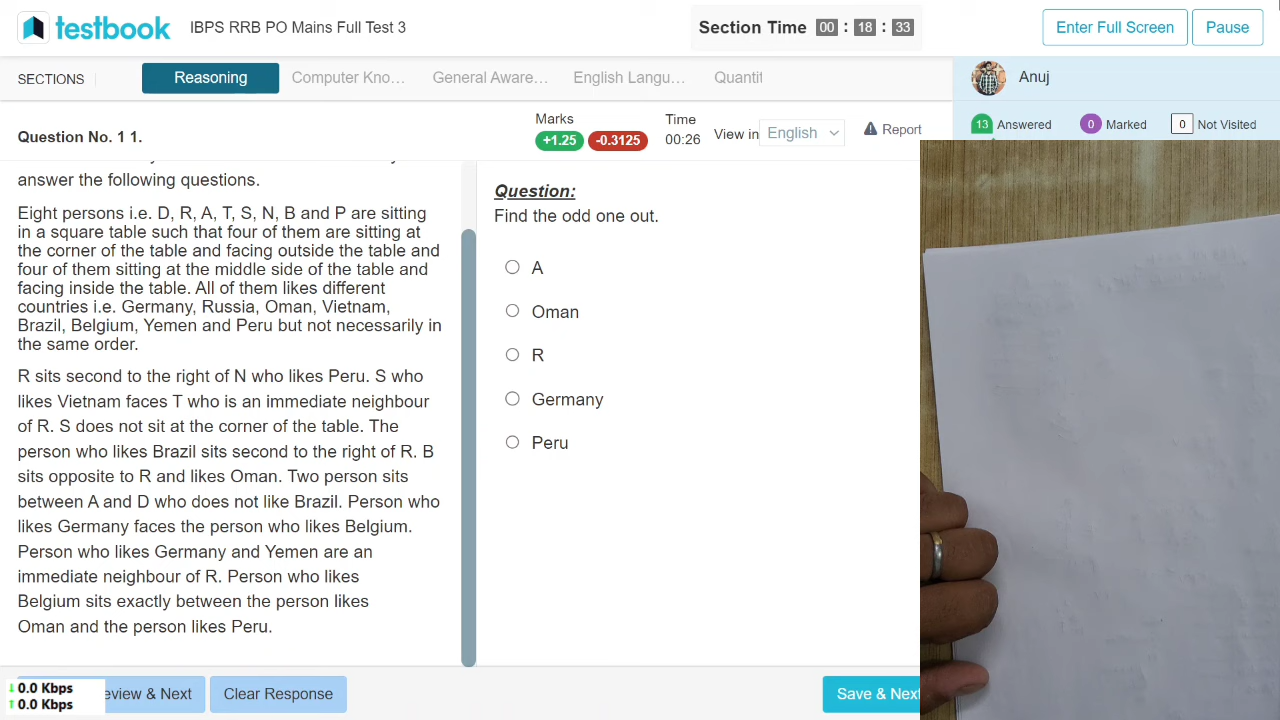 testbook
IBPS RRB PO Mains Full Test 3
Section Time 00 : 18 : 33
Enter Full Screen
Pause
SECTIONS
Reasoning
Computer Kno...
General Aware...
English Langu...
Quantit
Anuj
Question No. 1 1.
Marks
+1.25 -0.3125
Time
00:26
View in English
Report
13 Answered
0 Marked
0 Not Visited
answer the following questions.
Eight persons i.e. D, R, A, T, S, N, B and P are sitting
in a square table such that four of them are sitting at
the corner of the table and facing outside the table and
four of them sitting at the middle side of the table and
facing inside the table. All of them likes different
countries i.e. Germany, Russia, Oman, Vietnam,
Brazil, Belgium, Yemen and Peru but not necessarily in
the same order.
R sits second to the right of N who likes Peru. S who
likes Vietnam faces T who is an immediate neighbour
of R. S does not sit at the corner of the table. The
person who likes Brazil sits second to the right of R. B
sits opposite to R and likes Oman. Two person sits
between A and D who does not like Brazil. Person who
likes Germany faces the person who likes Belgium.
Person who likes Germany and Yemen are an
immediate neighbour of R. Person who likes
Belgium sits exactly between the person likes
Oman and the person likes Peru.
Question:
Find the odd one out.
A
Oman
R
Germany
Peru
↓ 0.0 Kbps
↑ 0.0 Kbps
eview & Next
Clear Response
Save & Nex